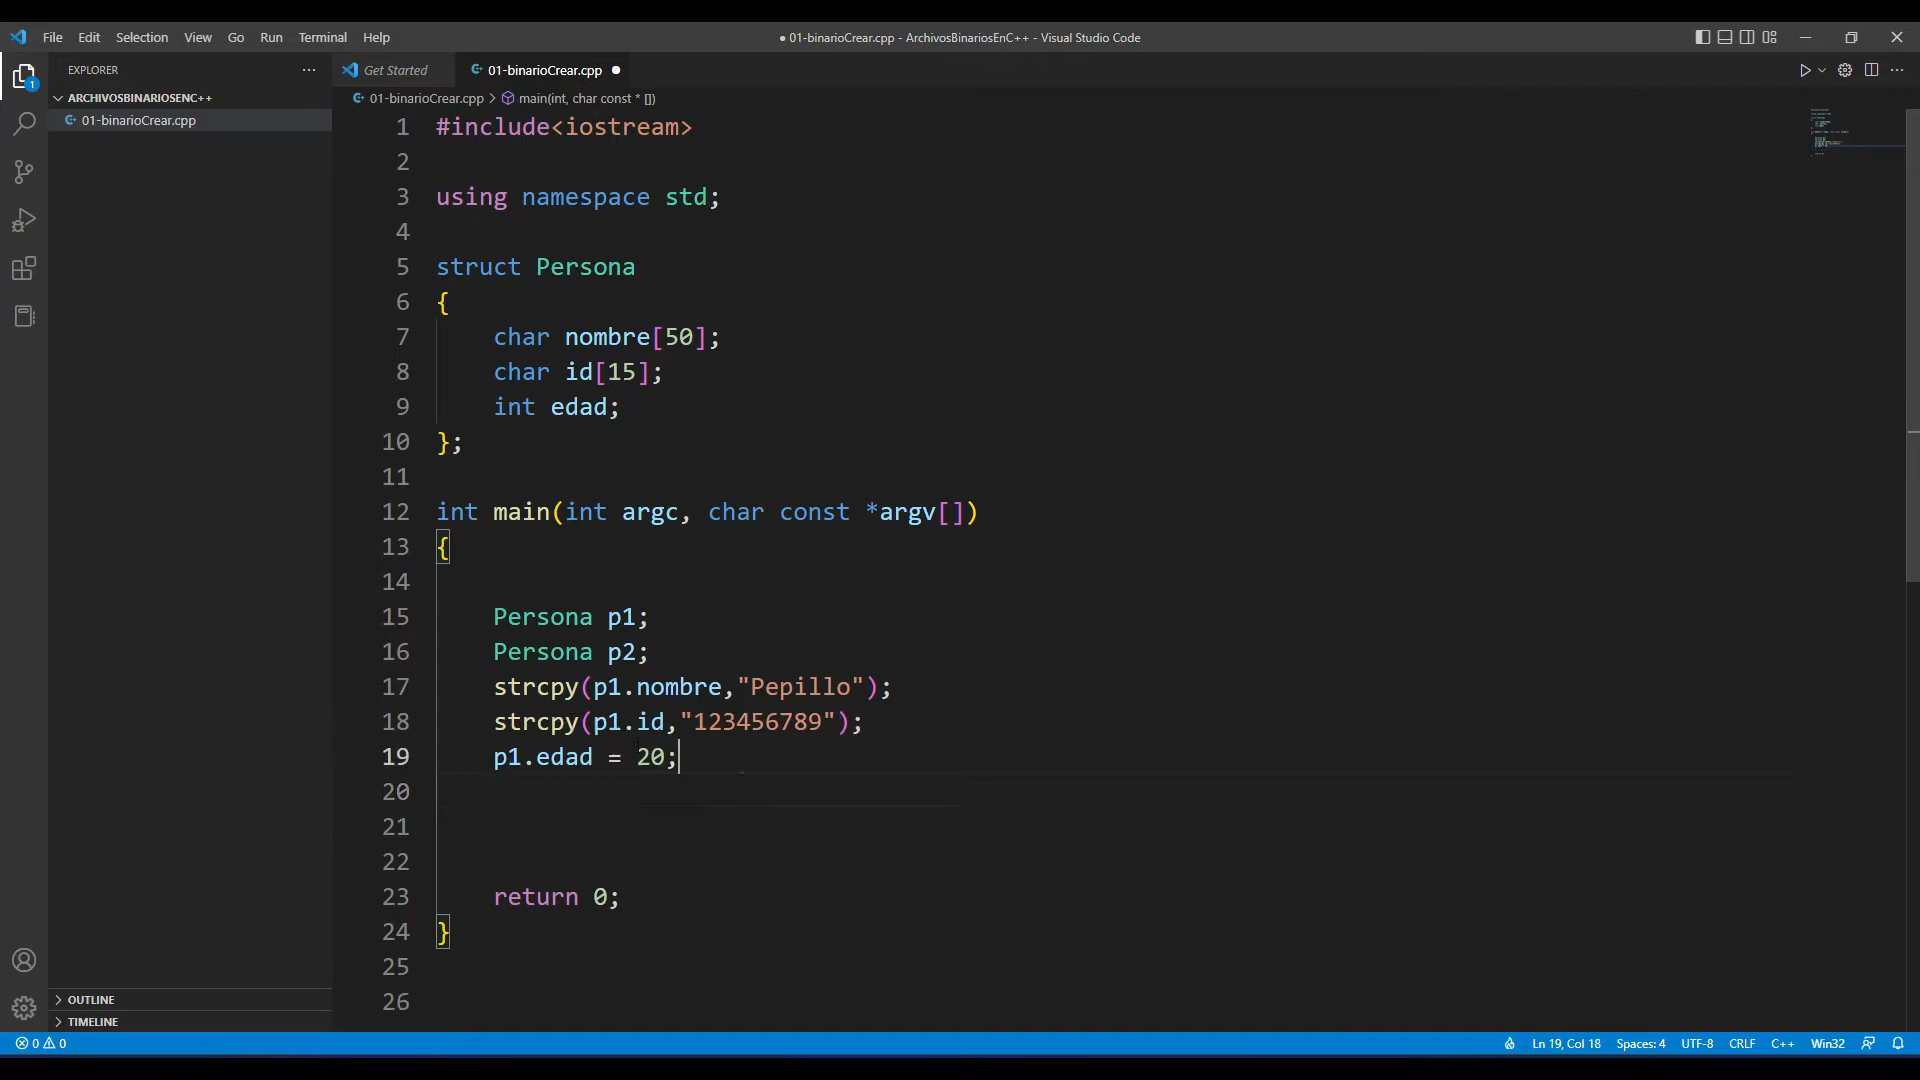 File Edit Selection View Go Run Terminal Help
● 01-binarioCrear.cpp - ArchivosBinariosEnC++ - Visual Studio Code
EXPLORER
ARCHIVOSBINARIOSENC++
01-binarioCrear.cpp
1
Get Started
01-binarioCrear.cpp
01-binarioCrear.cpp > main(int, char const * [])
1 #include<iostream>
2
3 using namespace std;
4
5 struct Persona
6 {
7 char nombre[50];
8 char id[15];
9 int edad;
10 };
11
12 int main(int argc, char const *argv[])
13 {
14
15 Persona p1;
16 Persona p2;
17 strcpy(p1.nombre,"Pepillo");
18 strcpy(p1.id,"123456789");
19 p1.edad = 20;
20
21
22
23 return 0;
24 }
25
26
OUTLINE
TIMELINE
0 0
Ln 19, Col 18 Spaces: 4 UTF-8 CRLF C++ Win32